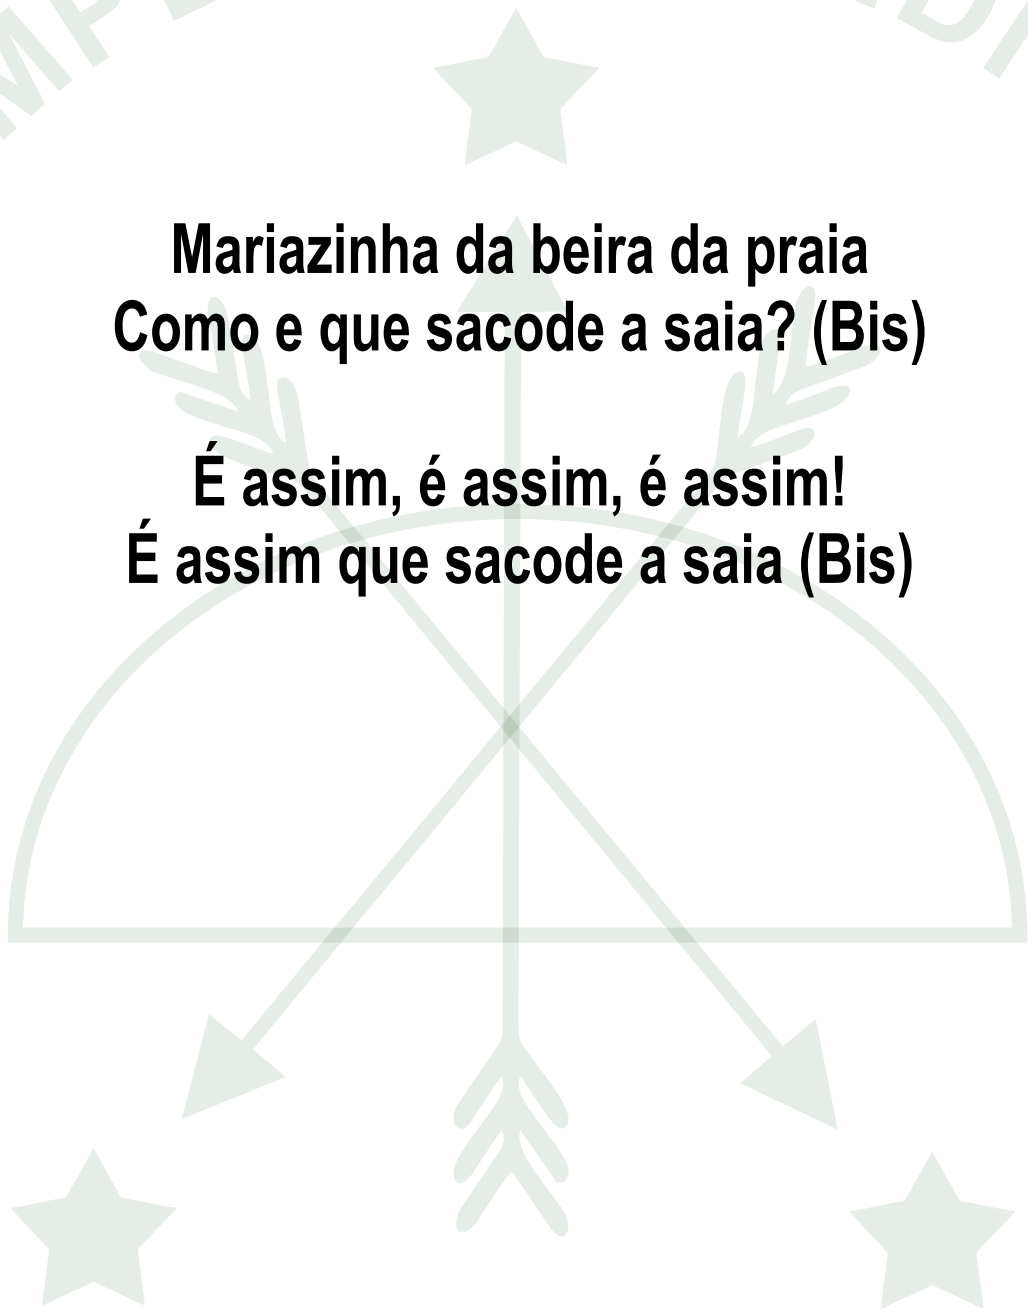 Mariazinha da beira da praia
Como e que sacode a saia? (Bis)
É assim, é assim, é assim!
É assim que sacode a saia (Bis)